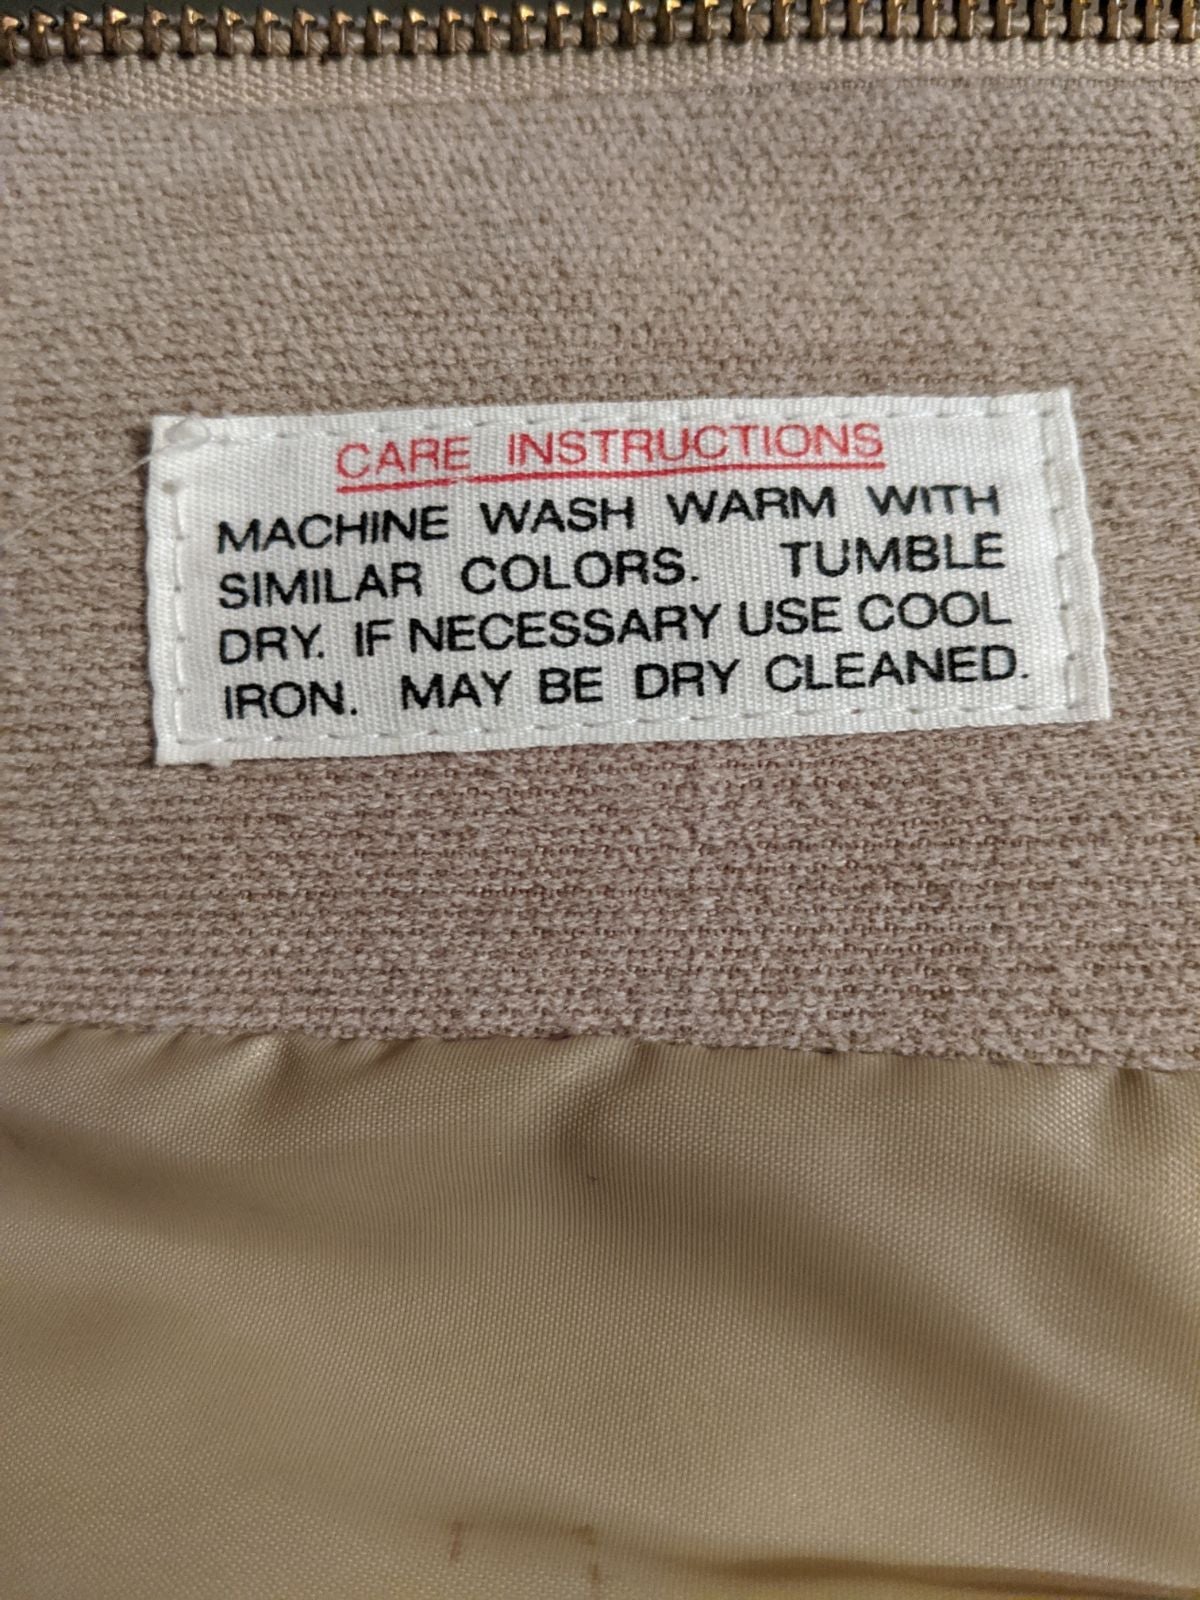 CARE INSTRUCTIONS
MACHINE WASH WARM WITH
SIMILAR COLORS. TUMBLE
DRY. IF NECESSARY USE COOL
IRON. MAY BE DRY CLEANED.